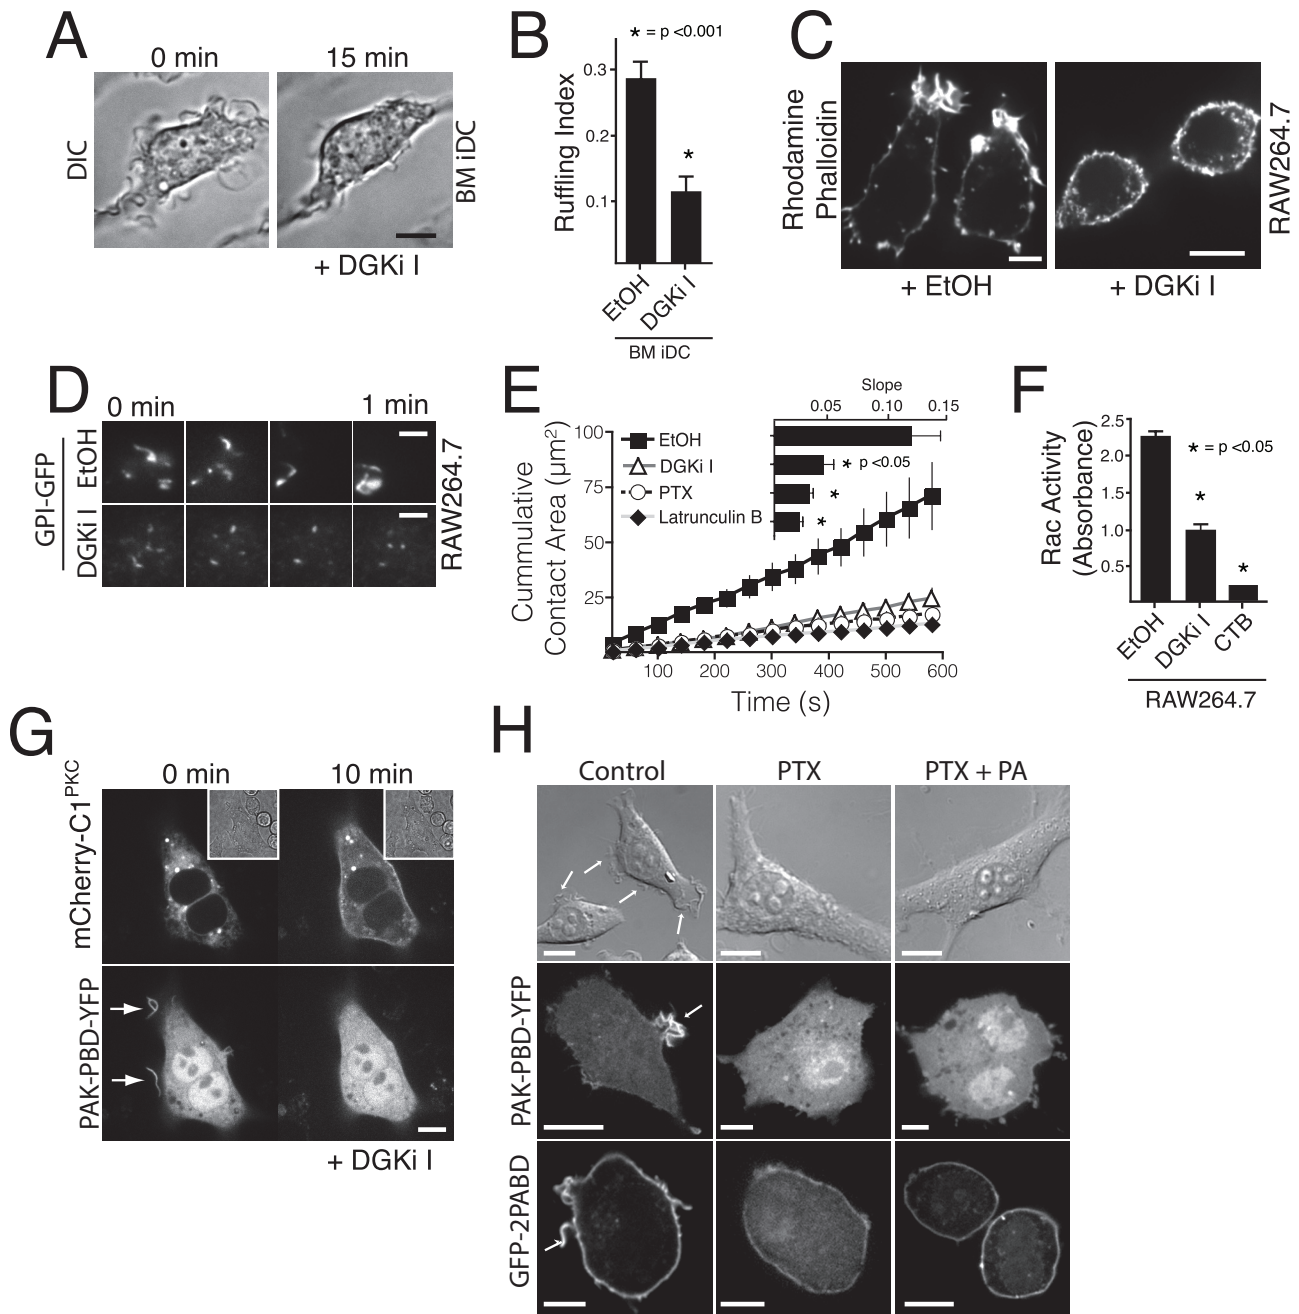 A
0 min
15 min
DIC
BM iDC
+ DGKi I
B
* = p <0.001
Ruffling Index
0.3
0.2
0.1
*
EtOH
DGKi I
BM iDC
C
Rhodamine
Phalloidin
RAW264.7
+ EtOH
+ DGKi I
D
0 min
1 min
GPI-GFP
EtOH
DGKi I
RAW264.7
E
Slope
0.05
0.10
0.15
Cummulative
Contact Area (µm²)
100
75
50
25
EtOH
DGKi I
PTX
Latrunculin B
* p <0.05
*
*
100
200
300
400
500
600
Time (s)
F
Rac Activity
(Absorbance)
2.5
2.0
1.5
1.0
0.5
* = p <0.05
*
*
EtOH
DGKi I
CTB
RAW264.7
G
0 min
10 min
mCherry-C1PKC
PAK-PBD-YFP
+ DGKi I
H
Control
PTX
PTX + PA
PAK-PBD-YFP
GFP-2PABD